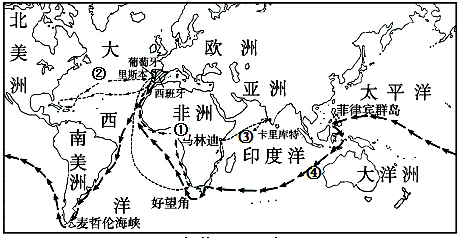 北美洲
大西洋
欧洲
亚洲
太平洋
葡萄牙
里斯本
西班牙
②
非洲
①
马林迪
③
卡里库特
菲律宾群岛
印度洋
南美洲
④
大洋洲
好望角
麦哲伦海峡